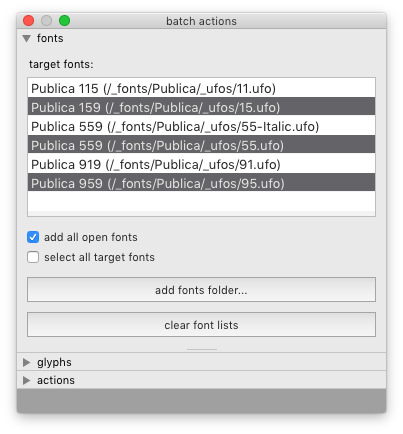 batch actions
fonts
target fonts:
Publica 115 (/_fonts/Publica/_ufos/11.ufo)
Publica 159 (/_fonts/Publica/_ufos/15.ufo)
Publica 559 (/_fonts/Publica/_ufos/55-Italic.ufo)
Publica 559 (/_fonts/Publica/_ufos/55.ufo)
Publica 919 (/_fonts/Publica/_ufos/91.ufo)
Publica 959 (/_fonts/Publica/_ufos/95.ufo)
add all open fonts
select all target fonts
add fonts folder...
clear font lists
glyphs
actions